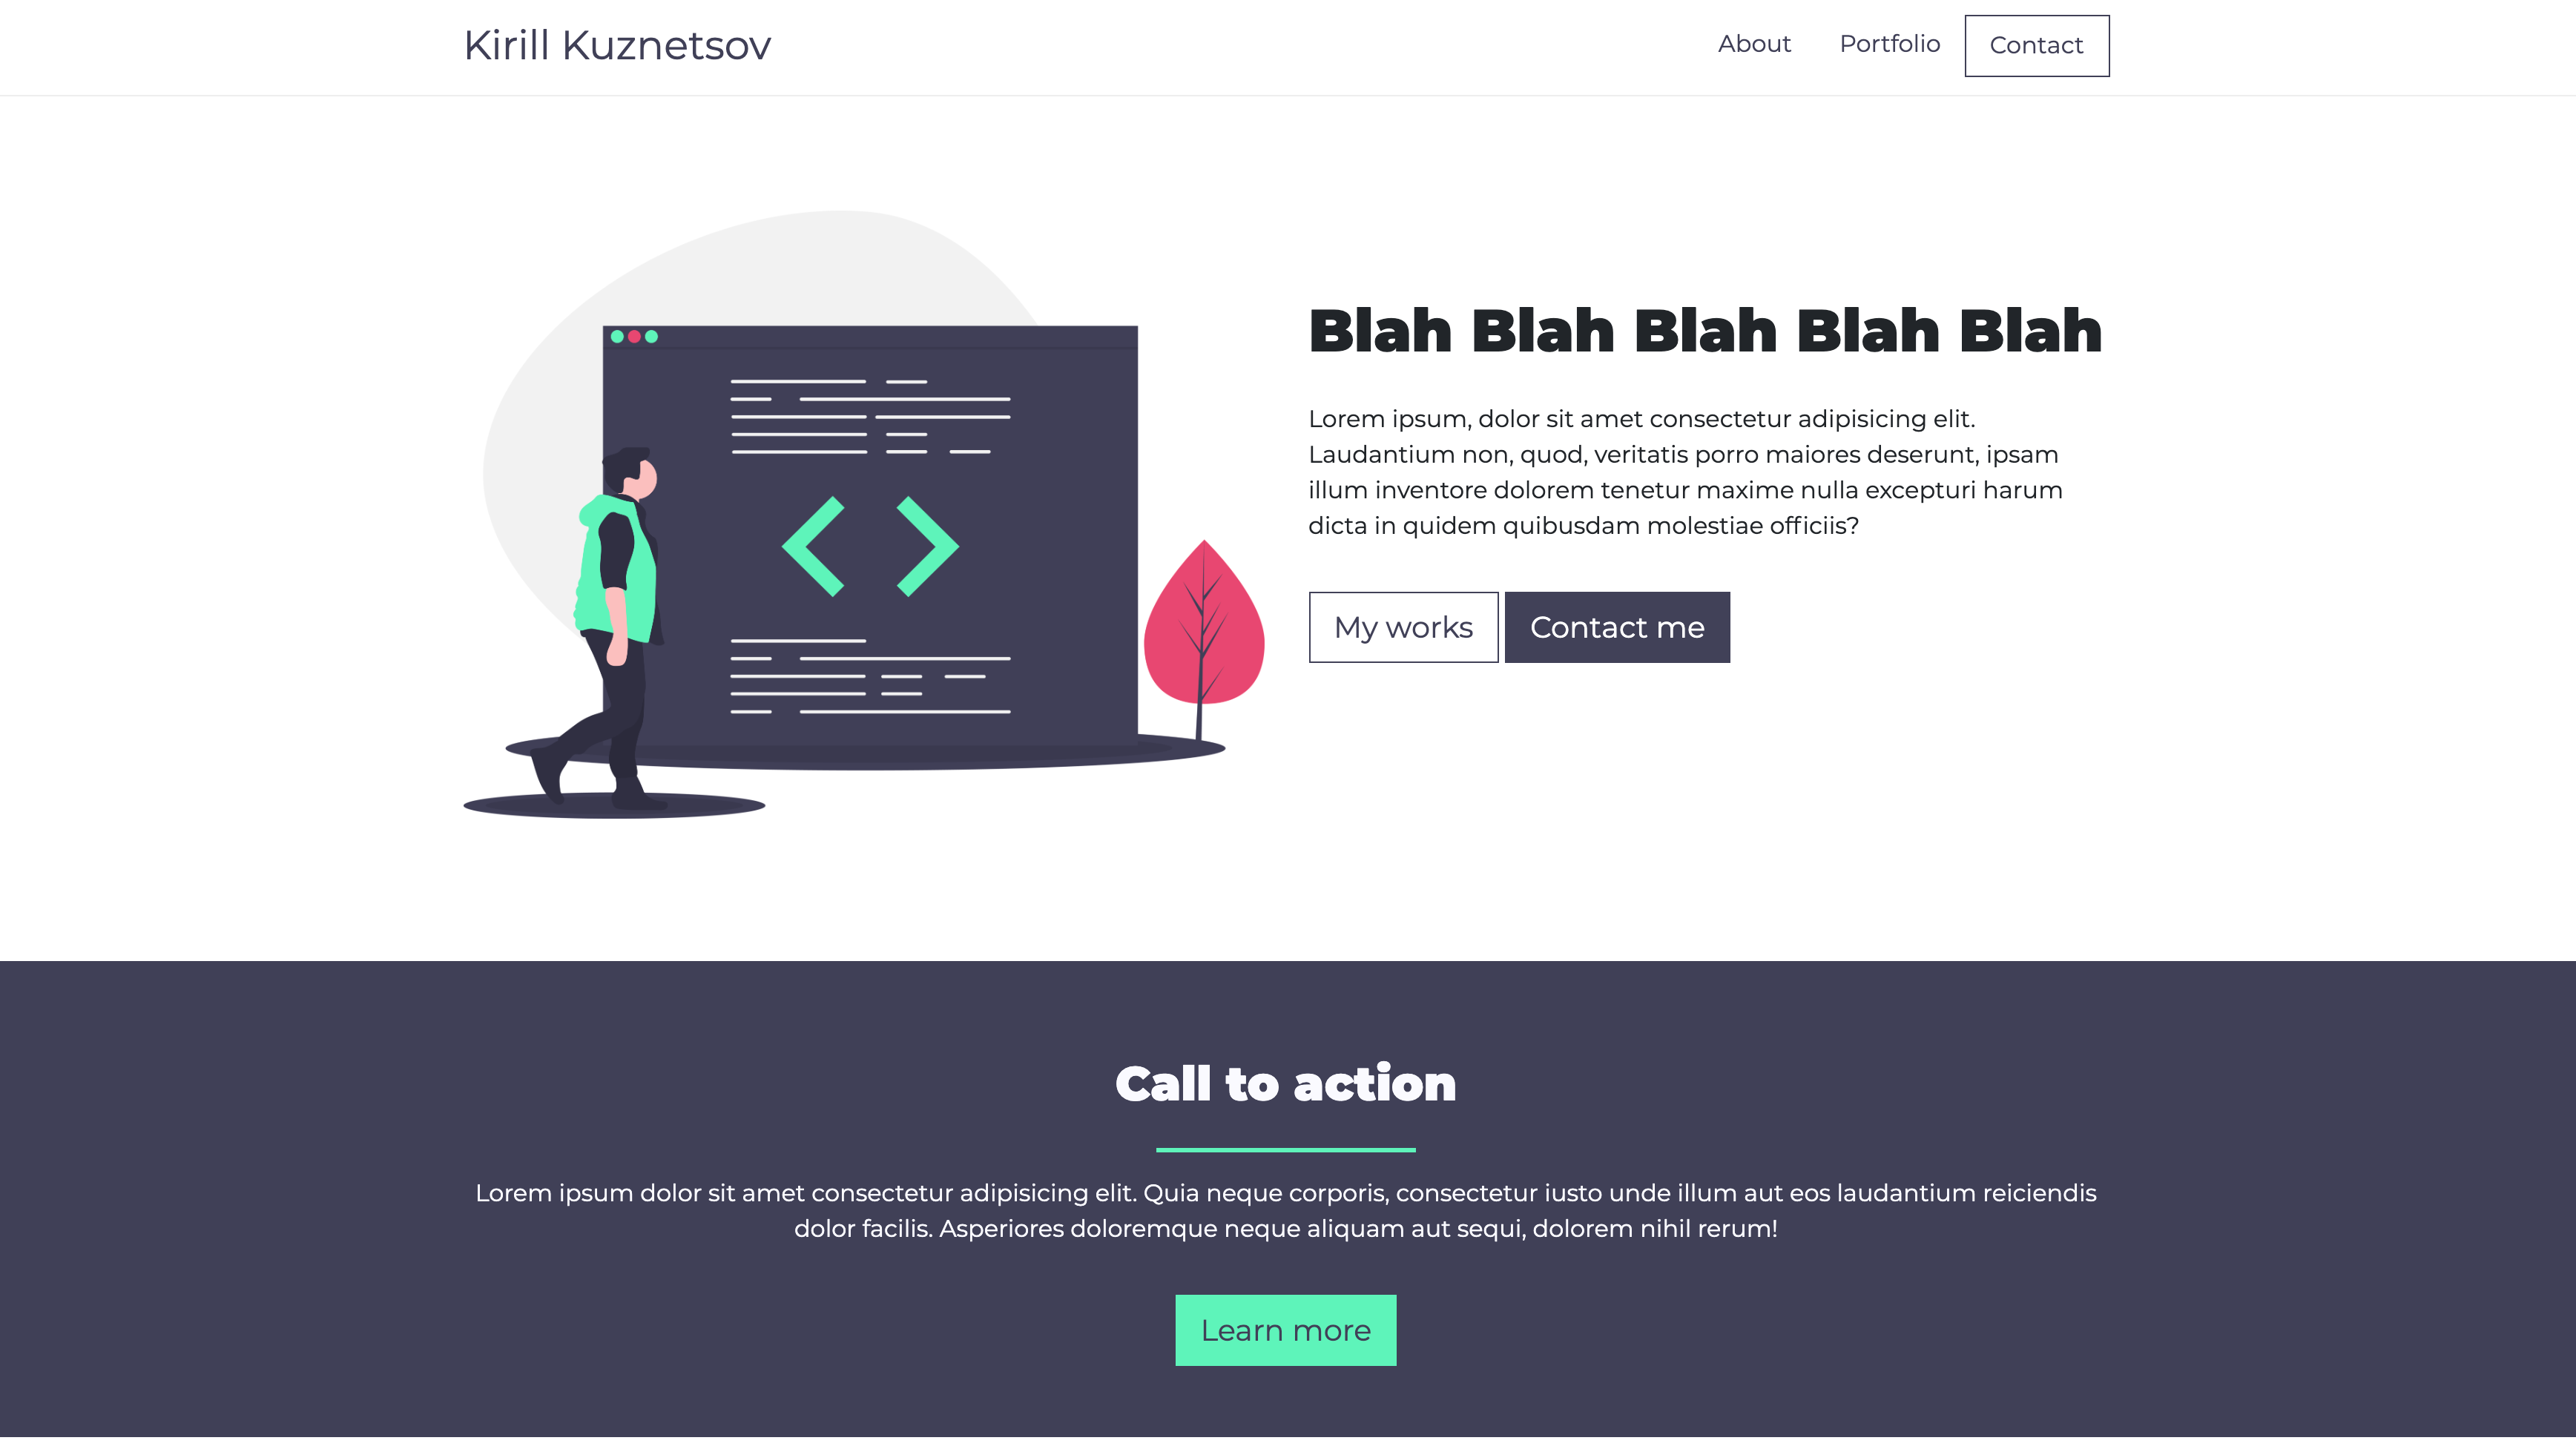 Kirill Kuznetsov
About
Portfolio
Contact
Blah Blah Blah Blah Blah
Lorem ipsum, dolor sit amet consectetur adipisicing elit.
Laudantium non, quod, veritatis porro maiores deserunt, ipsam
illum inventore dolorem tenetur maxime nulla excepturi harum
dicta in quidem quibusdam molestiae officiis?
My works
Contact me
Call to action
Lorem ipsum dolor sit amet consectetur adipisicing elit. Quia neque corporis, consectetur iusto unde illum aut eos laudantium reiciendis
dolor facilis. Asperiores doloremque neque aliquam aut sequi, dolorem nihil rerum!
Learn more